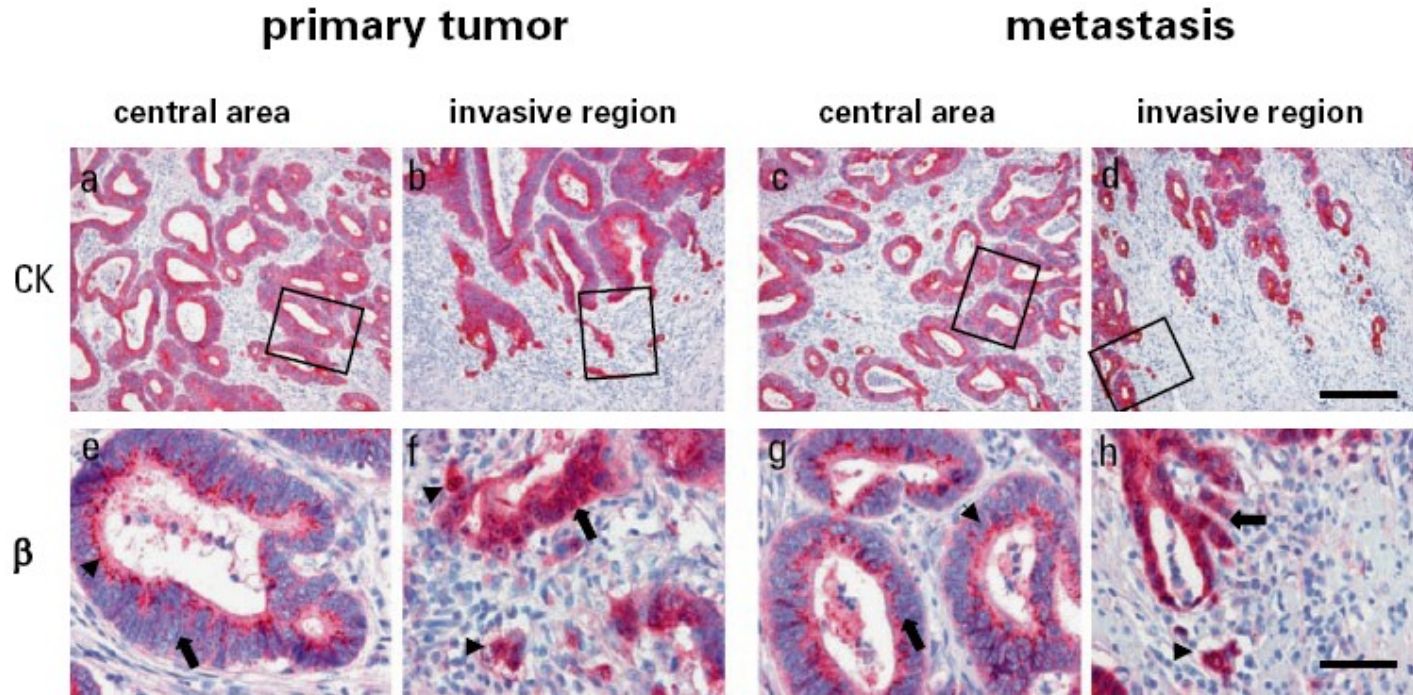 primary tumor metastasis
central area invasive region central area invasive region
CK a b c d
β e f g h